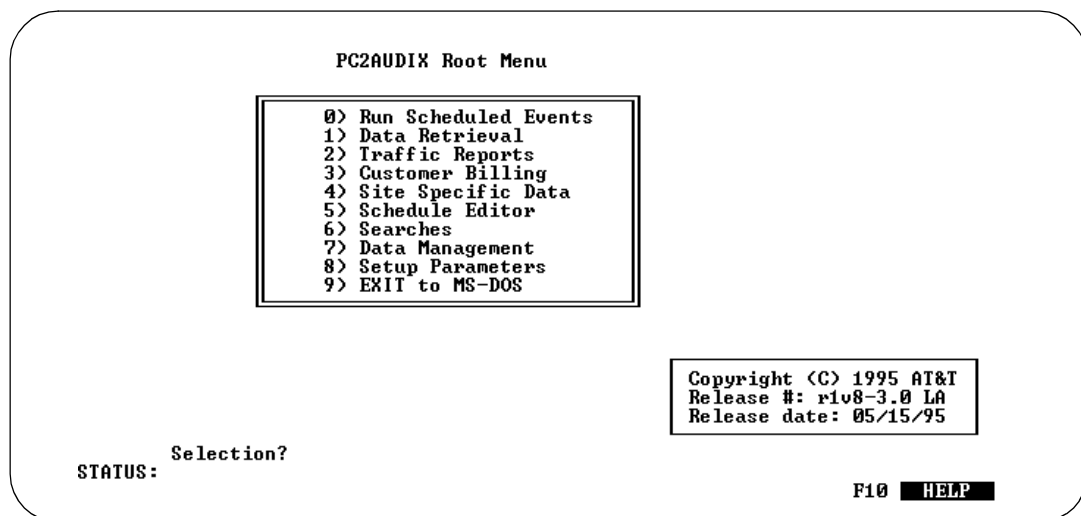 PC2AUDIX Root Menu
0) Run Scheduled Events
1) Data Retrieval
2) Traffic Reports
3) Customer Billing
4) Site Specific Data
5) Schedule Editor
6) Searches
7) Data Management
8) Setup Parameters
9) EXIT to MS-DOS
Copyright (C) 1995 AT&T
Release #: r1v8-3.0 LA
Release date: 05/15/95
Selection?
STATUS:
F10 HELP